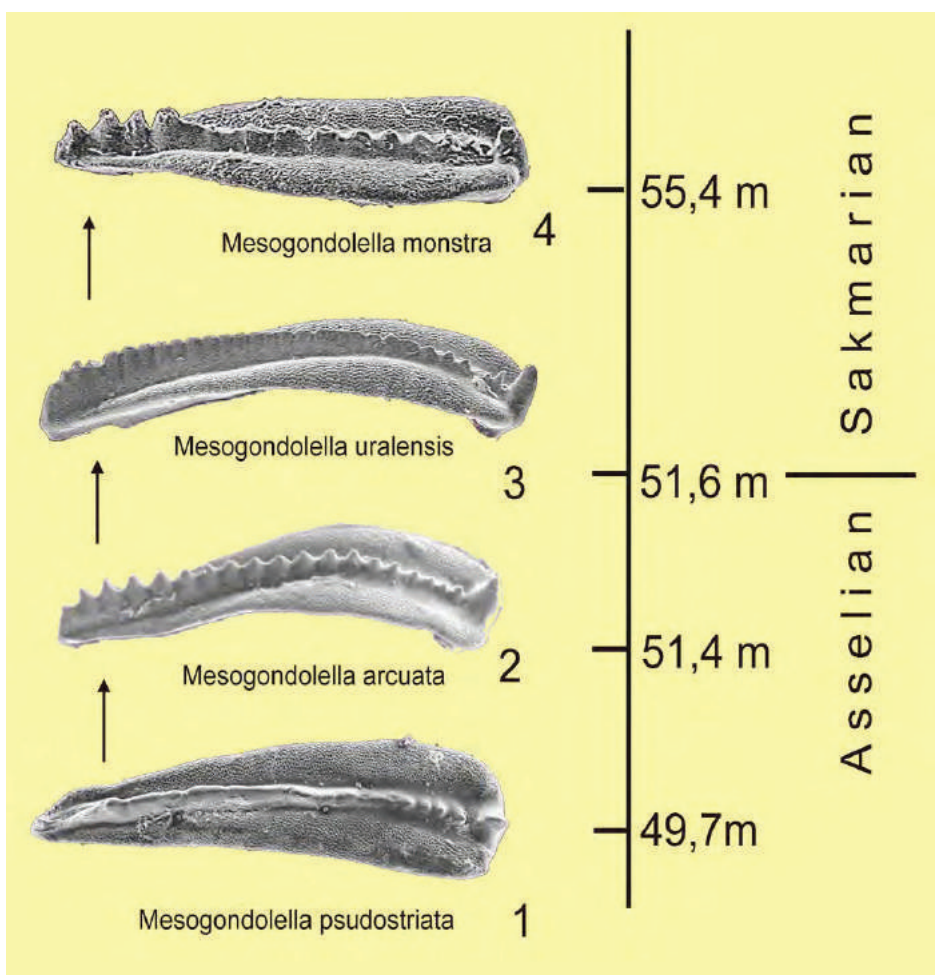 Mesogondolella monstra
4
55,4 m
Sakmarian
Mesogondolella uralensis
3
51,6 m
Mesogondolella arcuata
2
51,4 m
Asselian
Mesogondolella psudostriata
1
49,7m